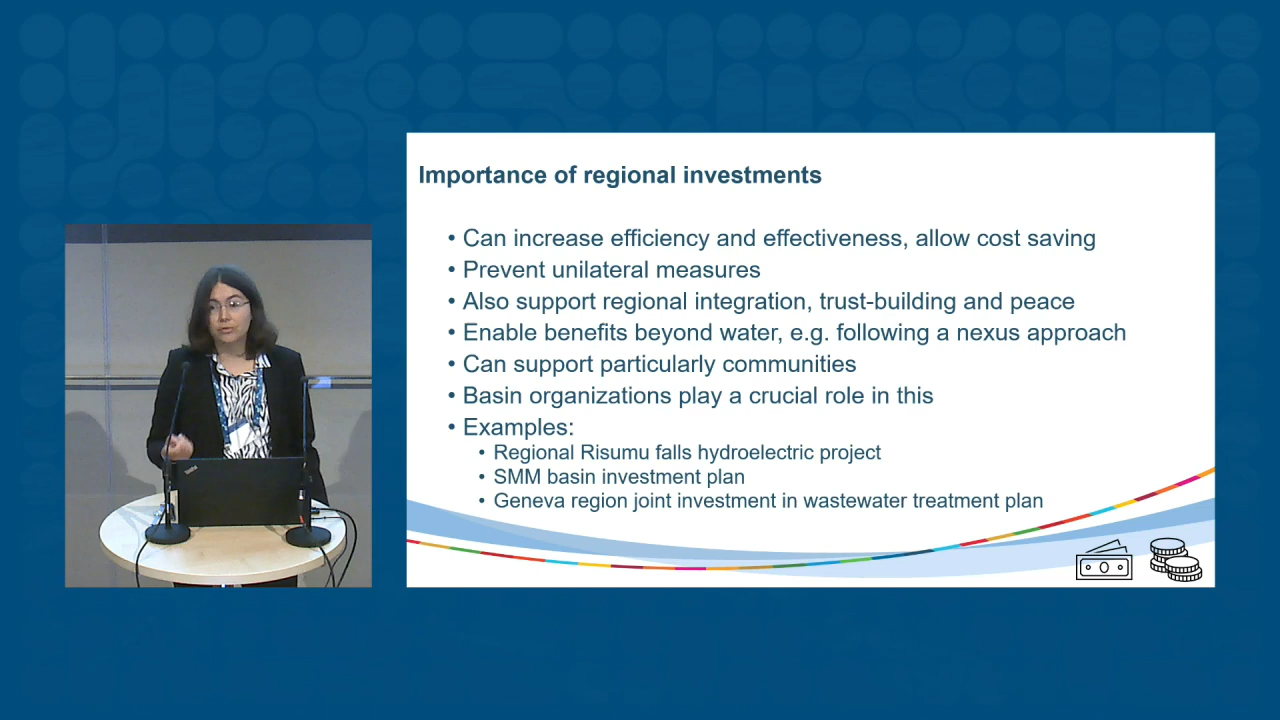 Importance of regional investments
• Can increase efficiency and effectiveness, allow cost saving
• Prevent unilateral measures
• Also support regional integration, trust-building and peace
• Enable benefits beyond water, e.g. following a nexus approach
• Can support particularly communities
• Basin organizations play a crucial role in this
• Examples:
• Regional Risumu falls hydroelectric project
• SMM basin investment plan
• Geneva region joint investment in wastewater treatment plan